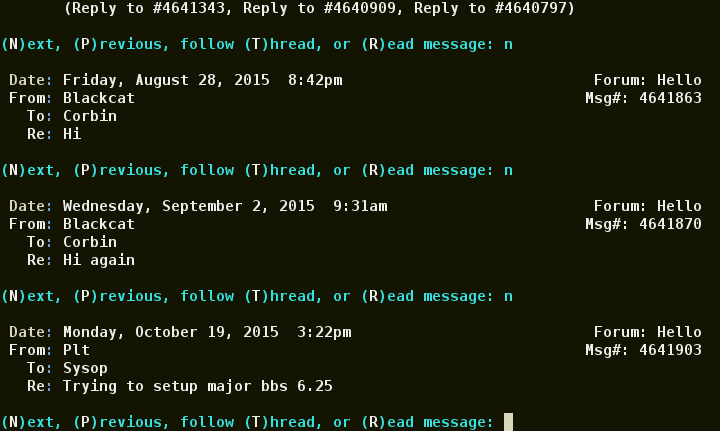 (Reply to #4641343, Reply to #4640909, Reply to #4640797)
(N)ext, (P)revious, follow (T)hread, or (R)ead message: n
Date: Friday, August 28, 2015  8:42pm Forum: Hello
From: Blackcat Msg#: 4641863
To: Corbin
Re: Hi
(N)ext, (P)revious, follow (T)hread, or (R)ead message: n
Date: Wednesday, September 2, 2015  9:31am Forum: Hello
From: Blackcat Msg#: 4641870
To: Corbin
Re: Hi again
(N)ext, (P)revious, follow (T)hread, or (R)ead message: n
Date: Monday, October 19, 2015  3:22pm Forum: Hello
From: Plt Msg#: 4641903
To: Sysop
Re: Trying to setup major bbs 6.25
(N)ext, (P)revious, follow (T)hread, or (R)ead message: